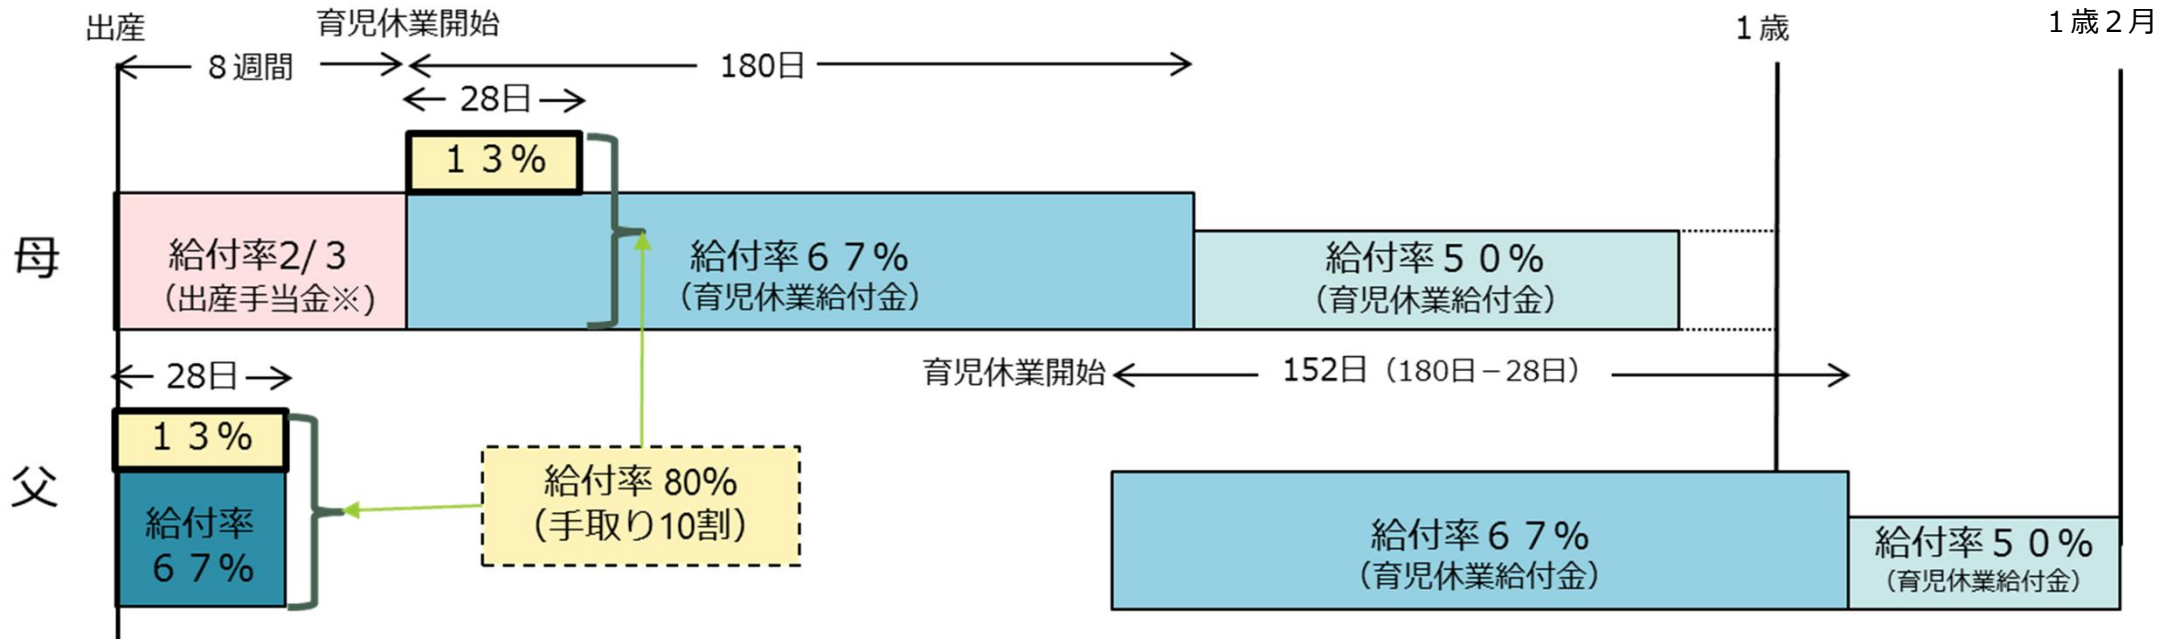 出産
育児休業開始
1歳
1歳2月
8週間
180日
28日
13%
母
給付率2/3
(出産手当金※)
給付率67%
(育児休業給付金)
給付率50%
(育児休業給付金)
28日
育児休業開始
152日(180日-28日)
13%
父
給付率
67%
給付率 80%
(手取り10割)
給付率67%
(育児休業給付金)
給付率50%
(育児休業給付金)